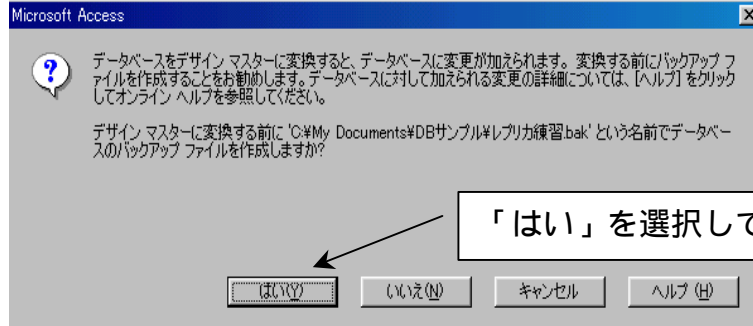 Microsoft Access
データベースをデザイン マスターに変換すると、データベースに変更が加えられます。変換する前にバックアップ フ
ァイルを作成することをお勧めします。データベースに対して加えられる変更の詳細については、[ヘルプ] をクリック
してオンライン ヘルプを参照してください。
デザイン マスターに変換する前に 'C:¥My Documents¥DBサンプル¥レプリカ練習.bak' という名前でデータベー
スのバックアップ ファイルを作成しますか?
「はい」を選択して
はい(Y)
いいえ(N)
キャンセル
ヘルプ (H)